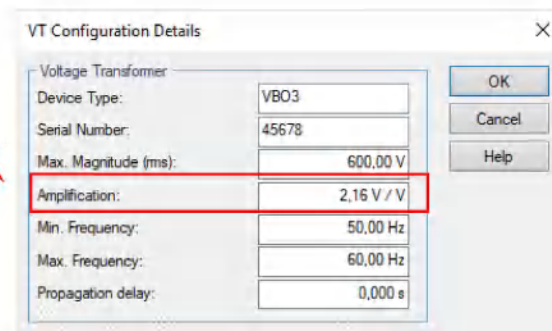 VT Configuration Details
Voltage Transformer
Device Type: VBO3
Serial Number: 45678
Max. Magnitude (rms): 600,00 V
Amplification: 2,16 V / V
Min. Frequency: 50,00 Hz
Max. Frequency: 60,00 Hz
Propagation delay: 0,000 s
OK
Cancel
Help